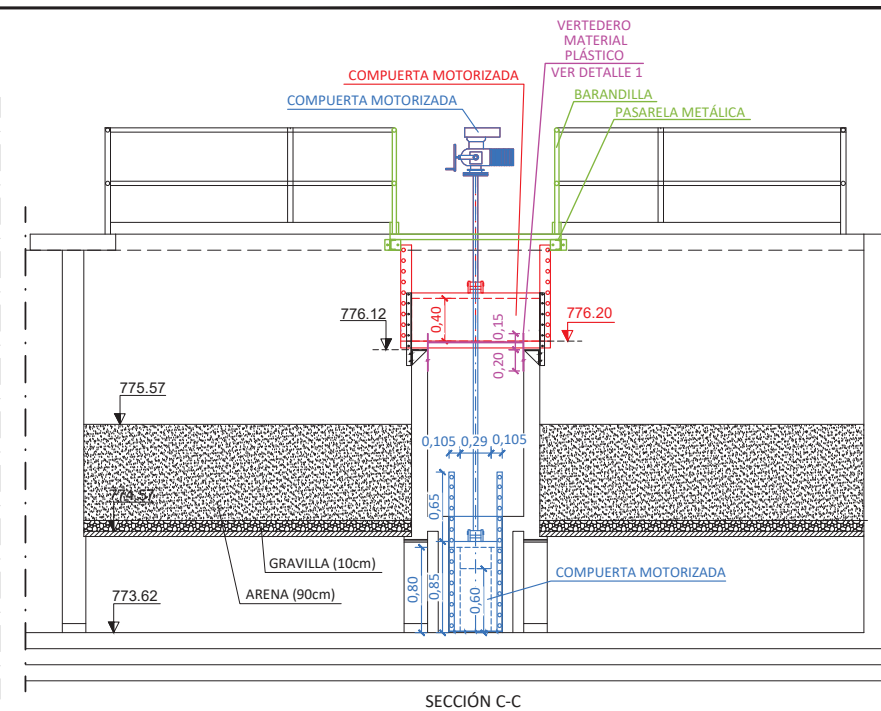 VERTEDERO
MATERIAL
PLÁSTICO
VER DETALLE 1
COMPUERTA MOTORIZADA
COMPUERTA MOTORIZADA
BARANDILLA
PASARELA METÁLICA
776.12
0,40
0,15
776.20
0,20
775.57
0,105
0,29
0,105
774.57
0,65
GRAVILLA (10cm)
0,80
0,85
0,60
COMPUERTA MOTORIZADA
773.62
ARENA (90cm)
SECCIÓN C-C